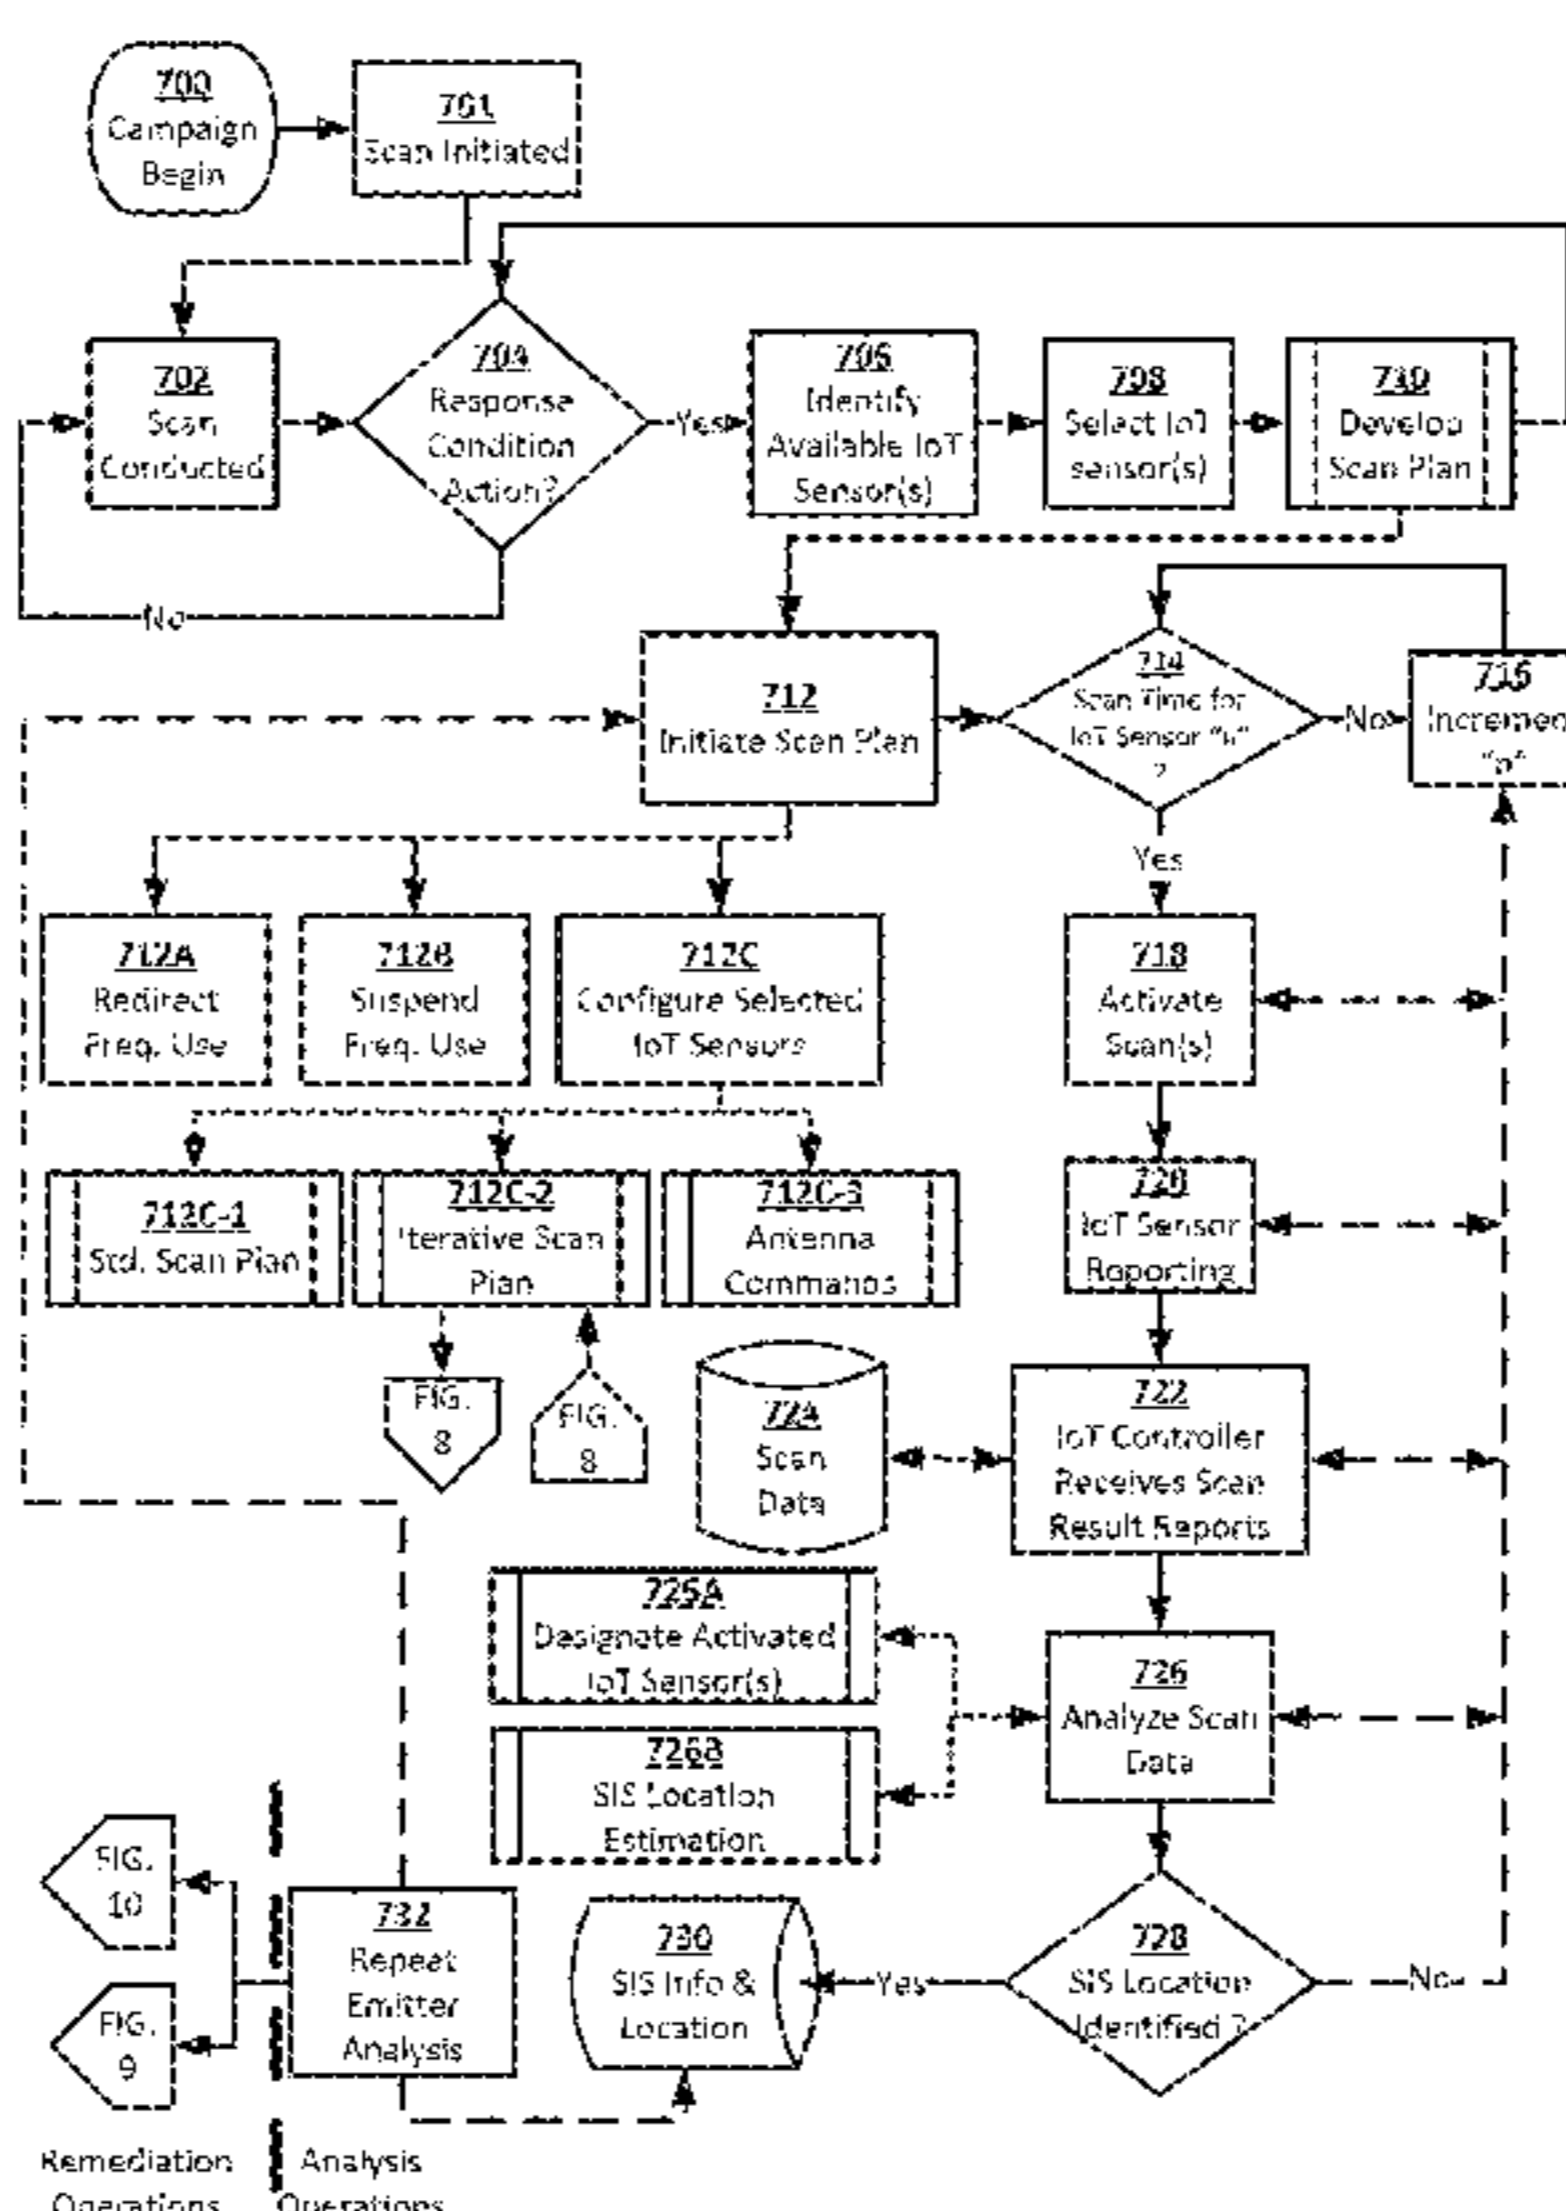 700
Campaign
Begin
701
Scan Initiated
702
Scan
Conducted
704
Response
Condition
Action?
Yes
No
706
Identify
Available IoT
Sensor(s)
708
Select IoT
sensor(s)
710
Develop
Scan Plan
712
Initiate Scan Plan
714
Scan Time for
IoT Sensor "n"
?
No
716
Incremen
"n"
Yes
712A
Redirect
Freq. Use
712B
Suspend
Freq. Use
712C
Configure Selected
IoT Sensors
718
Activate
Scan(s)
712C-1
Std. Scan Plan
712C-2
Iterative Scan
Plan
712C-3
Antenna
Commands
720
IoT Sensor
Reporting
FIG.
8
FIG.
8
724
Scan
Data
722
IoT Controller
Receives Scan
Result Reports
726A
Designate Activated
IoT Sensor(s)
726B
SIS Location
Estimation
726
Analyze Scan
Data
FIG.
10
FIG.
9
732
Repeat
Emitter
Analysis
730
SIS Info &
Location
Yes
728
SIS Location
Identified ?
No
Remediation
Operations
Analysis
Operations